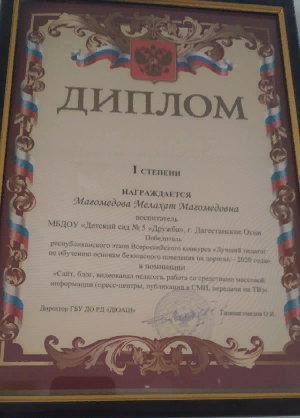 ДИПЛОМ
I СТЕПЕНИ
НАГРАЖДАЕТСЯ
Магомедова Мелахат Магомедовна
воспитатель
МБДОУ «Детский сад № 5 «Дружба», г. Дагестанские Огни
Победитель
республиканского этапа Всероссийского конкурса «Лучший педагог
по обучению основам безопасного поведения на дорогах - 2020 года»
в номинации
«Сайт, блог, видеоканал педагога, работа со средствами массовой
информации (пресс-центры, публикации в СМИ, передачи на ТВ)».
Директор ГБУ ДО РД